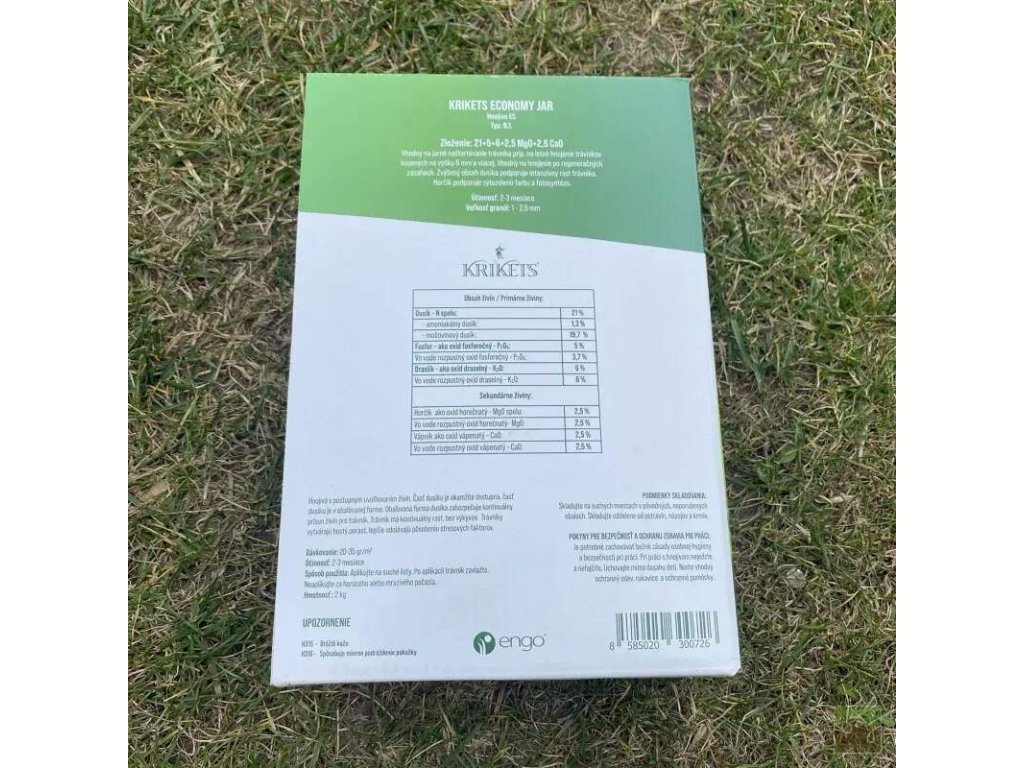 KRIKETS ECONOMY JAR
Hnojivo ES
Typ: B.1.
Zloženie: 21+5+6+2,5 MgO+2,5 CaO
Vhodný na jarné naštartovanie trávnika príp. na letné hnojenie trávnikov
kosených na výšku 6 mm a viacej. Vhodný na hnojenie po regeneračných
zásahoch. Zvýšený obsah dusíka podporuje intenzívny rast trávnika.
Horčík podporuje sýtozelenú farbu a fotosyntézu.
Účinnosť: 2-3 mesiace
Veľkosť granúl: 1 - 2,5 mm
KRIKETS
Obsah živín / Primárne živiny:
Dusík - N spolu: 21 %
- amoniakálny dusík: 1,3 %
- močovinový dusík: 19,7 %
Fosfor - ako oxid fosforečný - P₂O₅: 5 %
Vo vode rozpustný oxid fosforečný - P₂O₅: 3,7 %
Draslík - ako oxid draselný - K₂O: 6 %
Vo vode rozpustný oxid draselný - K₂O: 6 %
Sekundárne živiny:
Horčík ako oxid horečnatý - MgO spolu: 2,5 %
Vo vode rozpustný oxid horečnatý- MgO: 2,5 %
Vápnik ako oxid vápenatý - CaO: 2,5 %
Vo vode rozpustný oxid vápenatý - CaO: 2,5 %
Hnojivá s postupným uvoľňovaním živín. Časť dusíku je okamžite dostupná, časť
dusíku je v obaľovanej forme. Obaľovaná forma dusíku zabezpečuje kontinuálny
prísun živín pre trávnik. Trávnik má kontinuálny rast, bez výkyvov. Trávniky
vytvárajú hustý porast, lepšie odolávajú pôsobeniu stresových faktorov.
Dávkovanie: 20-35 gr/m²
Účinnosť: 2-3 mesiace
Spôsob použitia: Aplikujte na suché listy. Po aplikácii trávnik zavlažte.
Neaplikujte za horúceho alebo mrazivého počasia.
Hmotnosť: 2 kg
PODMIENKY SKLADOVANIA:
Skladujte na suchých miestach v pôvodných, neporušených
obaloch. Skladujte oddelene od potravín, nápojov a krmív.
POKYNY PRE BEZPEČNOSŤ A OCHRANU ZDRAVIA PRI PRÁCI:
Je potrebné zachovávať bežné zásady osobnej hygieny
a bezpečnosti pri práci. Pri práci s hnojivom nejedzte
a nefajčite. Uchovajte mimo dosahu detí. Noste vhodný
ochranný odev, rukavice a ochranné pomôcky.
UPOZORNENIE
H315 - Dráždi kožu
H316 - Spôsobuje mierne podráždenie pokožky
engo
8 585020 300726